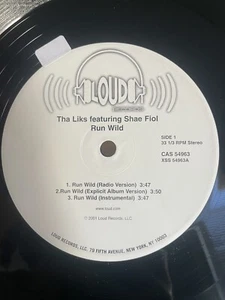 LOUD
Tha Liks featuring Shae Fiol
Run Wild
SIDE 1
33 1/3 RPM Stereo
CAS 54963
XSS 54963A
1. Run Wild (Radio Version) 3:47
2.Run Wild (Explicit Album Version) 3:50
3. Run Wild (Instrumental) 3:47
www.loud.com
© 2001 Loud Records, LLC.
LOUD RECORDS, LLC, 79 FIFTH AVENUE, NEW YORK, NY 10003